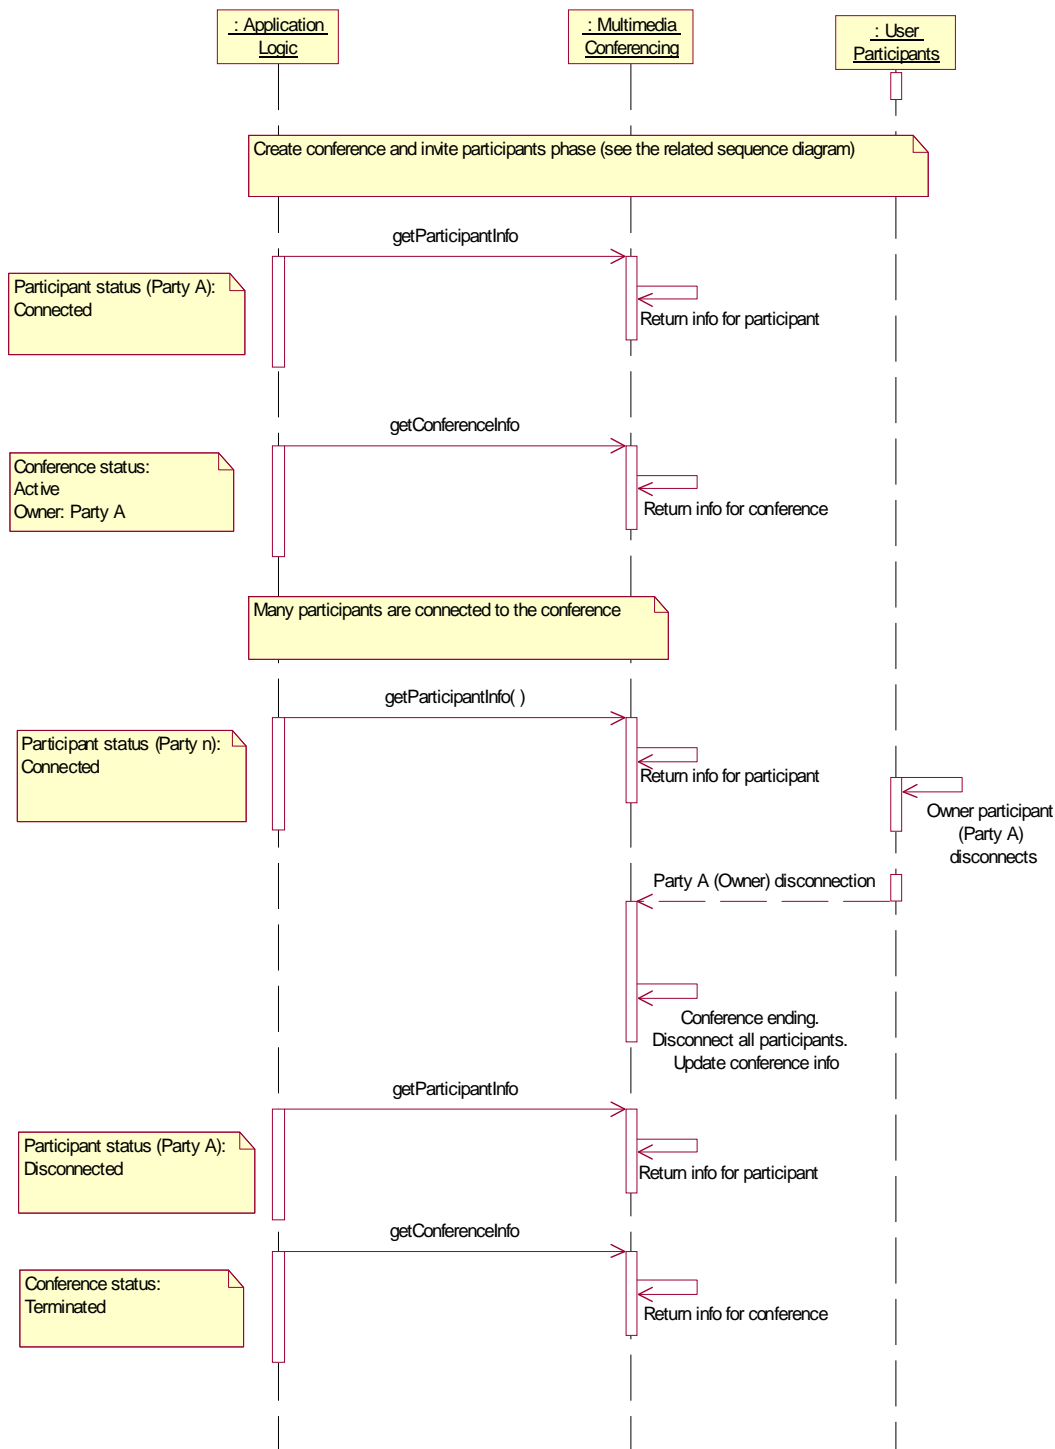 : Application
Logic
: Multimedia
Conferencing
: User
Participants
Create conference and invite participants phase (see the related sequence diagram)
getParticipantInfo
Participant status (Party A):
Connected
Return info for participant
getConferenceInfo
Conference status:
Active
Owner: Party A
Return info for conference
Many participants are connected to the conference
getParticipantInfo( )
Participant status (Party n):
Connected
Return info for participant
Owner participant
(Party A)
disconnects
Party A (Owner) disconnection
Conference ending.
Disconnect all participants.
Update conference info
getParticipantInfo
Participant status (Party A):
Disconnected
Return info for participant
getConferenceInfo
Conference status:
Terminated
Return info for conference